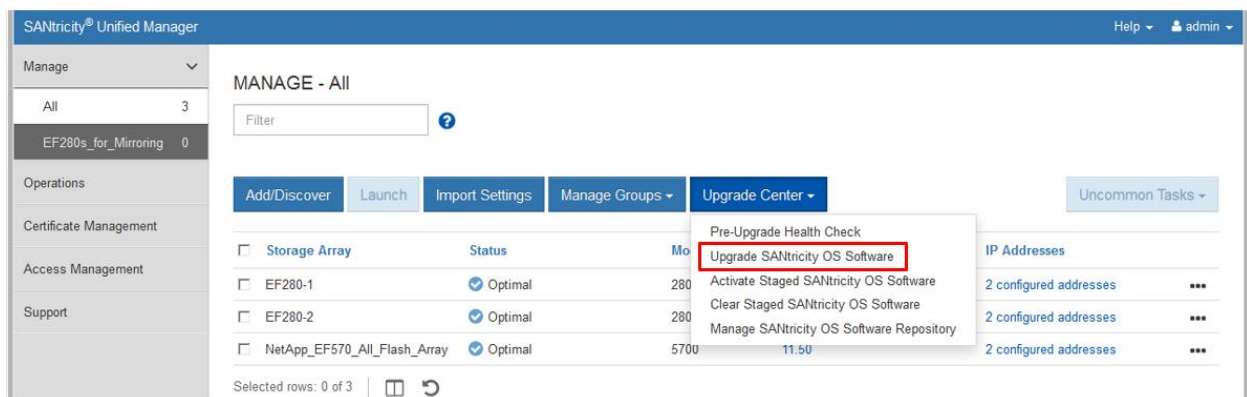 SANtricity® Unified Manager Help admin
Manage
All 3
EF280s_for_Mirroring 0
Operations
Certificate Management
Access Management
Support
MANAGE - All
Filter
Add/Discover Launch Import Settings Manage Groups Upgrade Center Uncommon Tasks
Pre-Upgrade Health Check
Upgrade SANtricity OS Software
Activate Staged SANtricity OS Software
Clear Staged SANtricity OS Software
Manage SANtricity OS Software Repository
Storage Array Status Mo IP Addresses
EF280-1 Optimal 280 2 configured addresses
EF280-2 Optimal 280 2 configured addresses
NetApp_EF570_All_Flash_Array Optimal 5700 11.50 2 configured addresses
Selected rows: 0 of 3